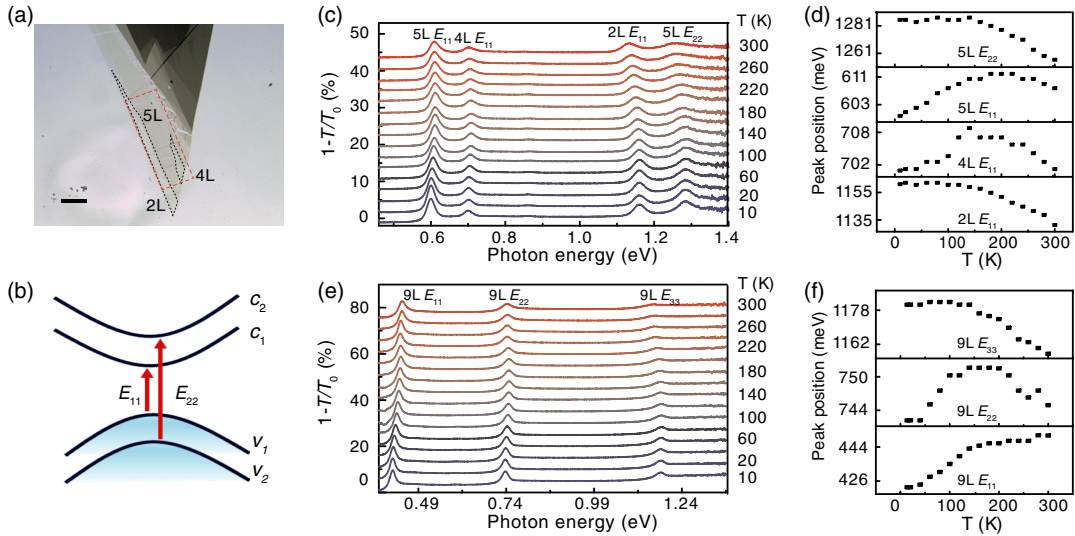 (a)
5L
4L
2L
(b)
c₂
c₁
E₁₁
E₂₂
v₁
v₂
(c)
5L E₁₁ 4L E₁₁ 2L E₁₁ 5L E₂₂ T (K)
50
40
30
20
10
0
1-T/T₀ (%)
300
260
220
180
140
100
60
20
10
0.6 0.8 1.0 1.2 1.4
Photon energy (eV)
(d)
1281
1261
5L E₂₂
611
603
5L E₁₁
708
702
4L E₁₁
1155
1135
2L E₁₁
Peak position (meV)
0 100 200 300
T (K)
(e)
9L E₁₁ 9L E₂₂ 9L E₃₃ T (K)
80
60
40
20
0
1-T/T₀ (%)
300
260
220
180
140
100
60
20
10
0.49 0.74 0.99 1.24
Photon energy (eV)
(f)
1178
1162
9L E₃₃
750
744
9L E₂₂
444
426
9L E₁₁
Peak position (meV)
0 50 150 200 300
T (K)